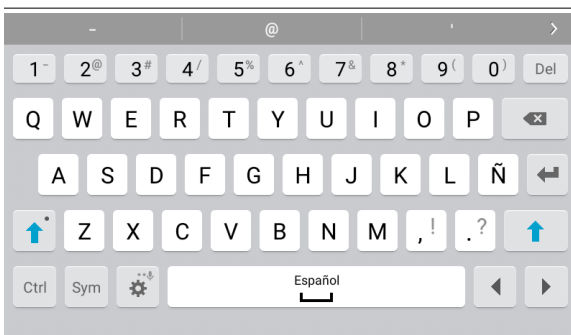 - @ '
1- 2@ 3# 4/ 5% 6^ 7& 8* 9( 0) Del
Q W E R T Y U I O P
A S D F G H J K L Ñ
Z X C V B N M ,! .?
Ctrl Sym Español